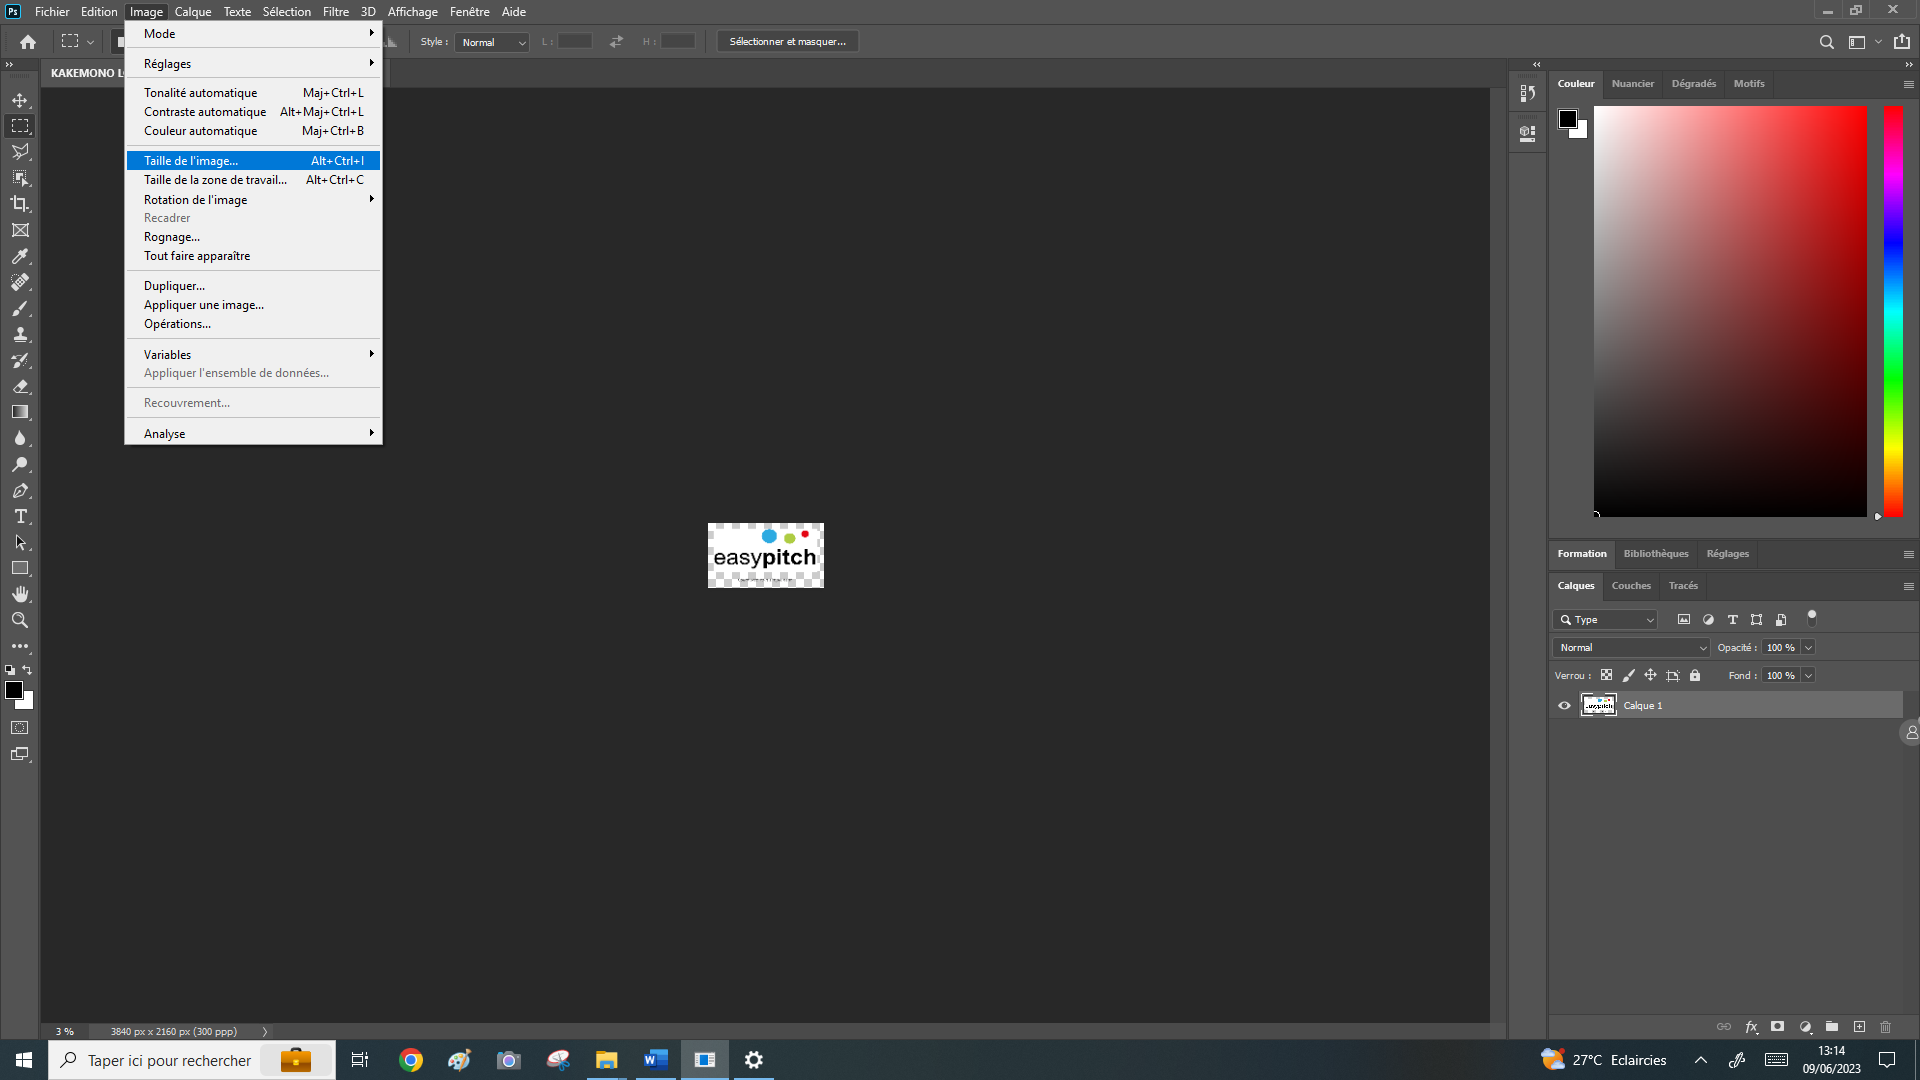 Ps Fichier Edition Image Calque Texte Sélection Filtre 3D Affichage Fenêtre Aide
Style : Normal L : H : Sélectionner et masquer...
KAKEMONO L
Mode
Réglages
Tonalité automatique Maj+Ctrl+L
Contraste automatique Alt+Maj+Ctrl+L
Couleur automatique Maj+Ctrl+B
Taille de l'image... Alt+Ctrl+I
Taille de la zone de travail... Alt+Ctrl+C
Rotation de l'image
Recadrer
Rognage...
Tout faire apparaître
Dupliquer...
Appliquer une image...
Opérations...
Variables
Appliquer l'ensemble de données...
Recouvrement...
Analyse
easypitch
Couleur Nuancier Dégradés Motifs
Formation Bibliothèques Réglages
Calques Couches Tracés
Type
Normal Opacité : 100 %
Verrou : Fond : 100 %
easypitch Calque 1
3 % 3840 px x 2160 px (300 ppp)
Taper ici pour rechercher
27°C Eclaircies
13:14
09/06/2023